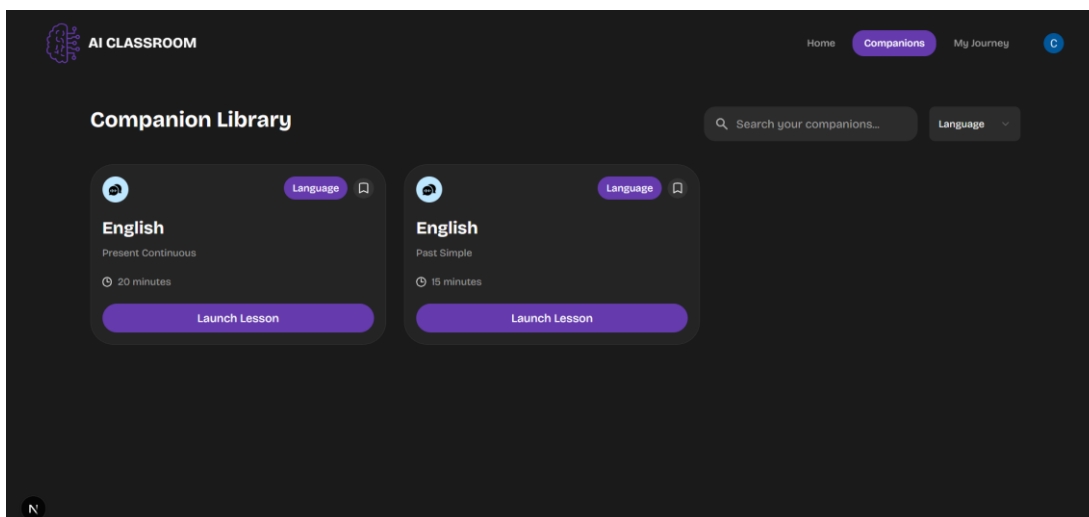 AI CLASSROOM
Home Companions My Journey C
Companion Library
Search your companions... Language
Language Language
English English
Present Continuous Past Simple
20 minutes 15 minutes
Launch Lesson Launch Lesson
N